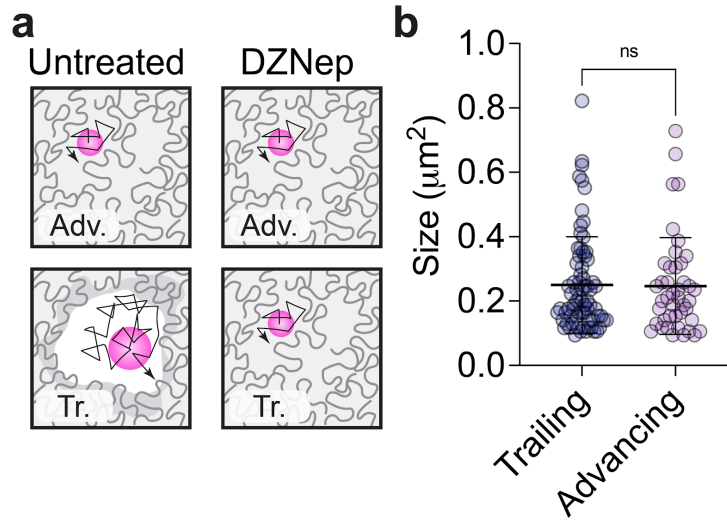 a
Untreated
DZNep
Adv.
Adv.
Tr.
Tr.
b
ns
Size (μm²)
1.0
0.8
0.6
0.4
0.2
0.0
Trailing
Advancing